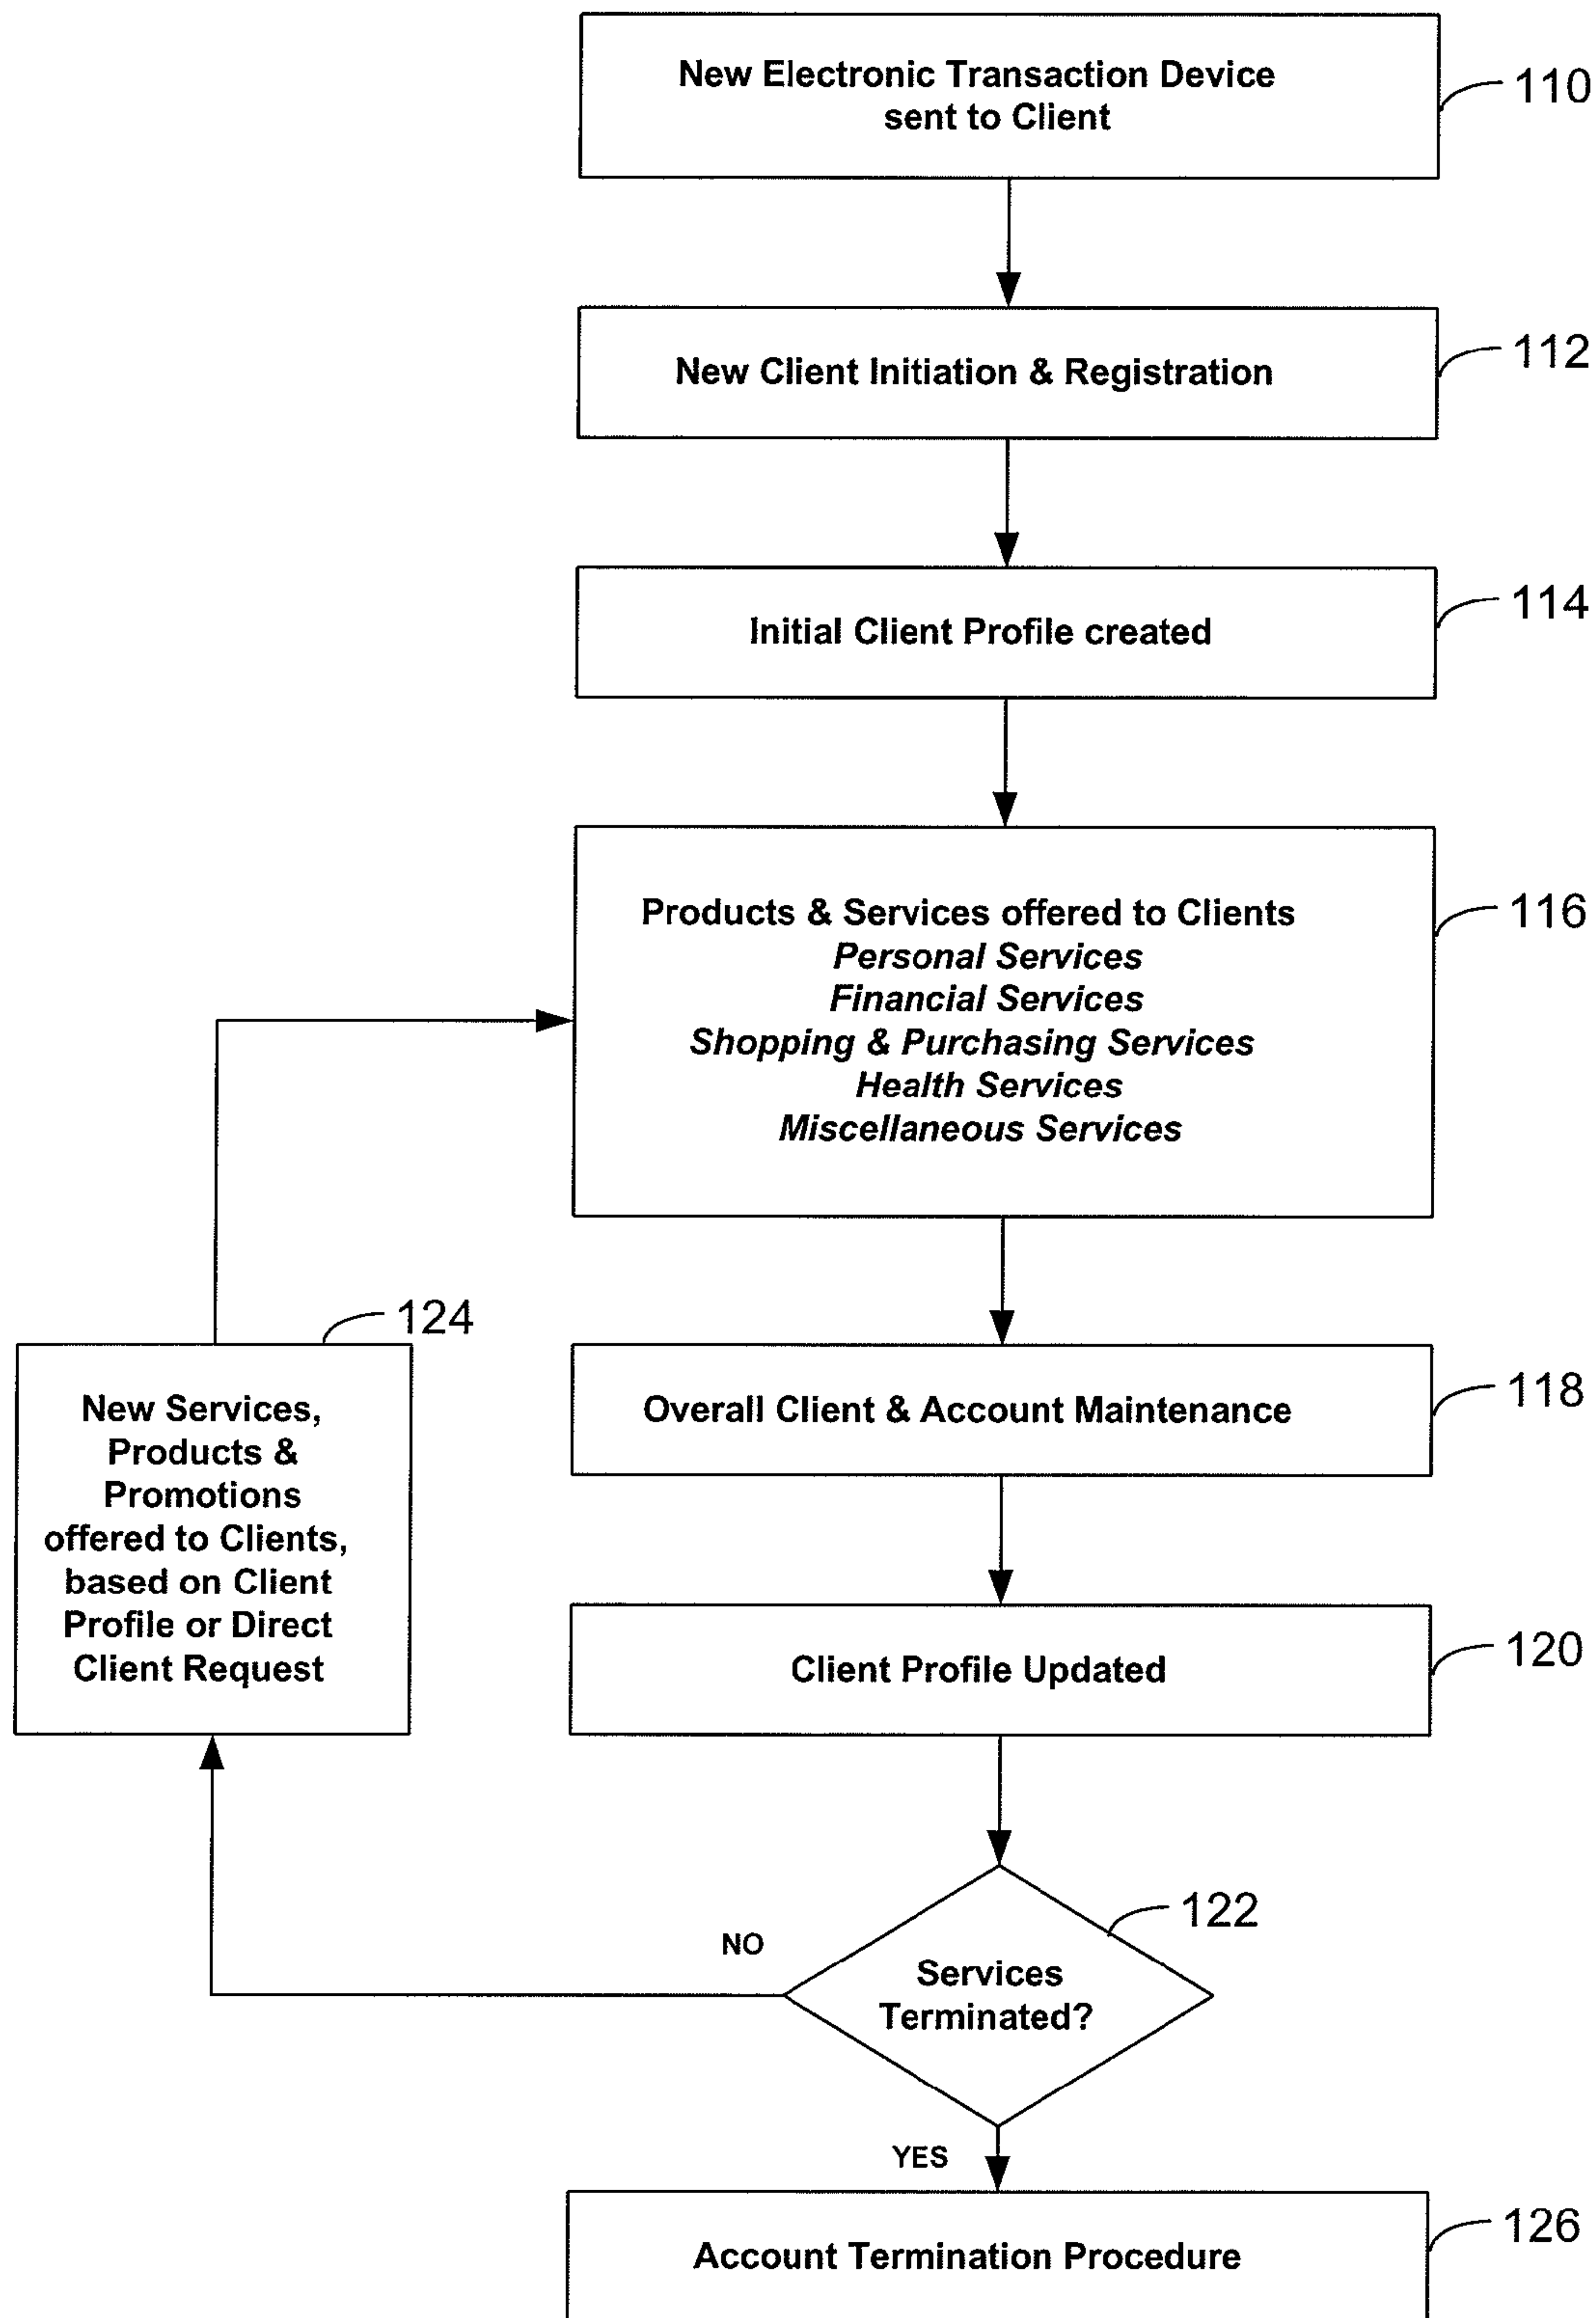 New Electronic Transaction Device
sent to Client
110
New Client Initiation & Registration
112
Initial Client Profile created
114
Products & Services offered to Clients
Personal Services
Financial Services
Shopping & Purchasing Services
Health Services
Miscellaneous Services
116
124
New Services,
Products &
Promotions
offered to Clients,
based on Client
Profile or Direct
Client Request
Overall Client & Account Maintenance
118
Client Profile Updated
120
122
NO
Services
Terminated?
YES
Account Termination Procedure
126